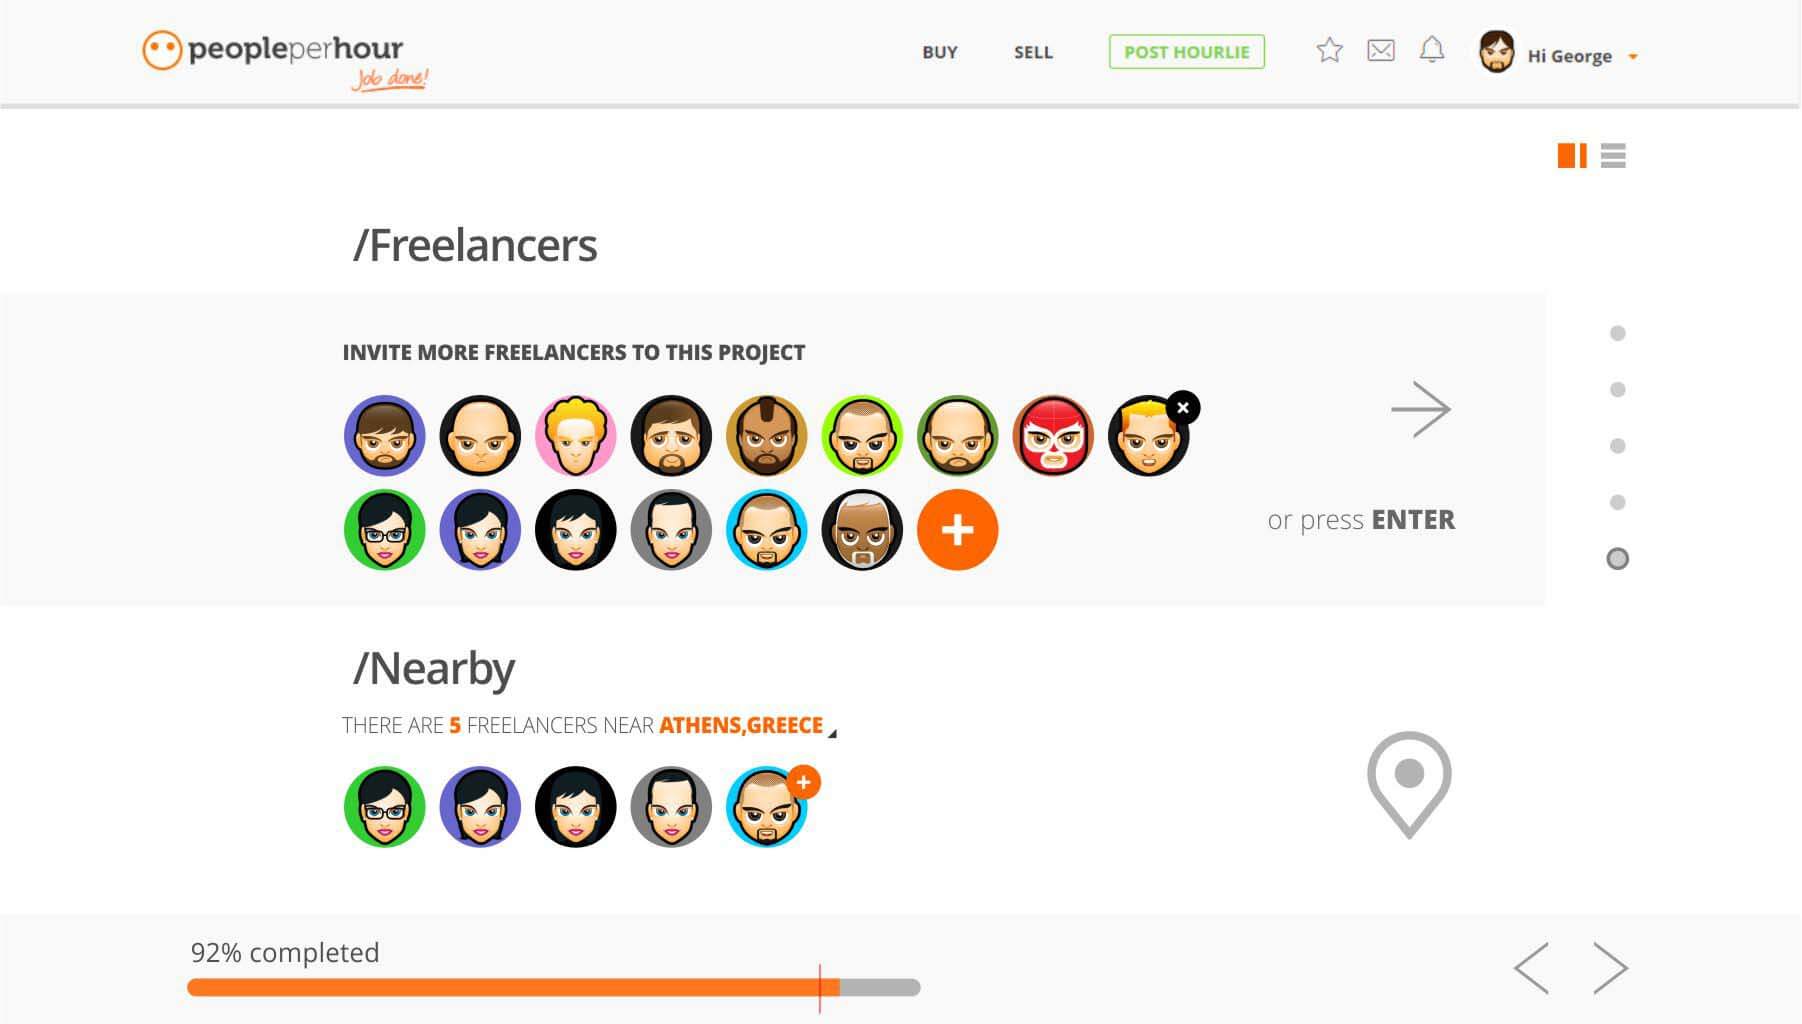 peopleperhour
Job done!
BUY
SELL
POST HOURLIE
Hi George
/Freelancers
INVITE MORE FREELANCERS TO THIS PROJECT
or press ENTER
/Nearby
THERE ARE 5 FREELANCERS NEAR ATHENS,GREECE
92% completed